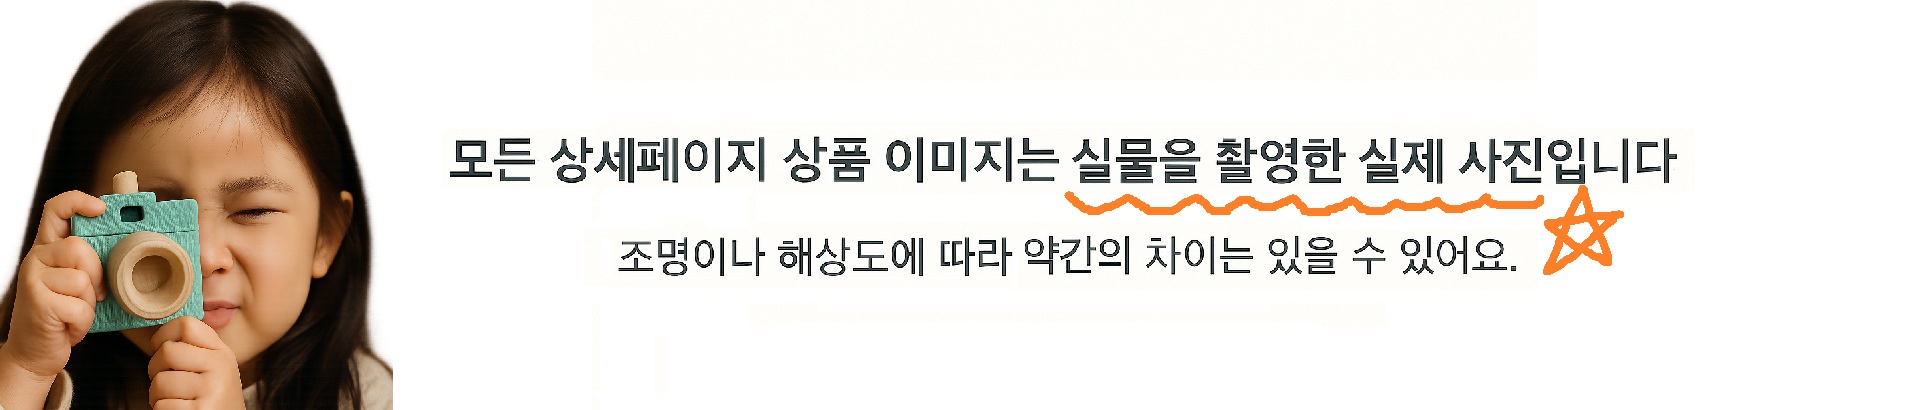 모든 상세페이지 상품 이미지는 실물을 촬영한 실제 사진입니다
조명이나 해상도에 따라 약간의 차이는 있을 수 있어요.